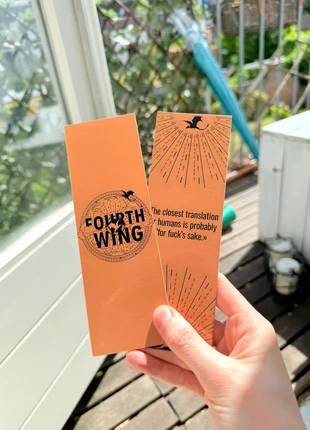 FOURTH
WING
The closest translation
r humans is probably
for fuck's sake.»